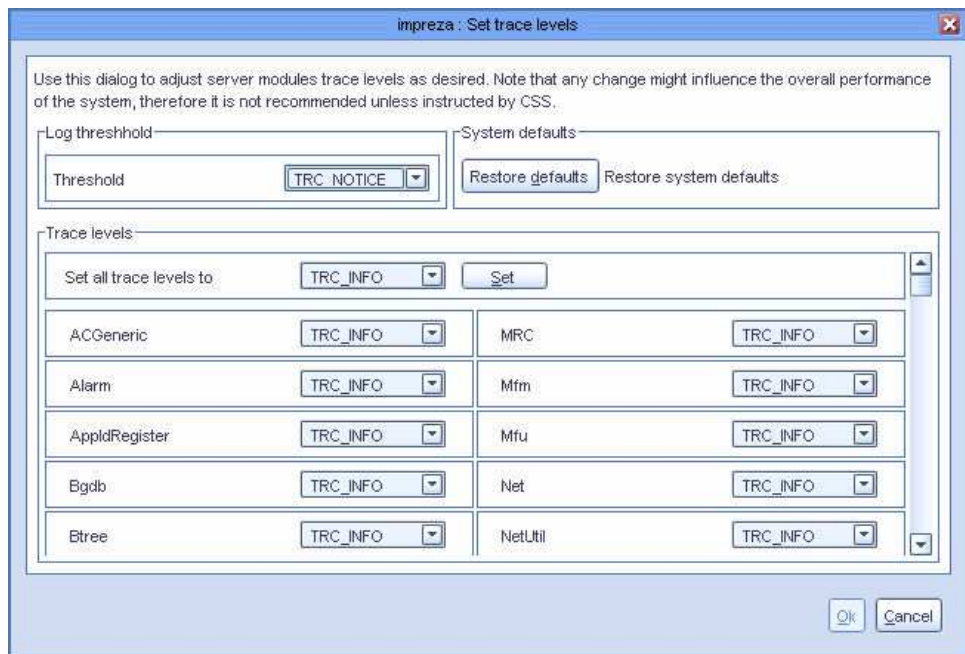 impreza : Set trace levels
Use this dialog to adjust server modules trace levels as desired. Note that any change might influence the overall performance
of the system, therefore it is not recommended unless instructed by CSS.
Log threshhold
Threshold TRC_NOTICE
System defaults
Restore defaults Restore system defaults
Trace levels
Set all trace levels to TRC_INFO Set
ACGeneric TRC_INFO MRC TRC_INFO
Alarm TRC_INFO Mfm TRC_INFO
AppIdRegister TRC_INFO Mfu TRC_INFO
Bgdb TRC_INFO Net TRC_INFO
Btree TRC_INFO NetUtil TRC_INFO
Ok Cancel